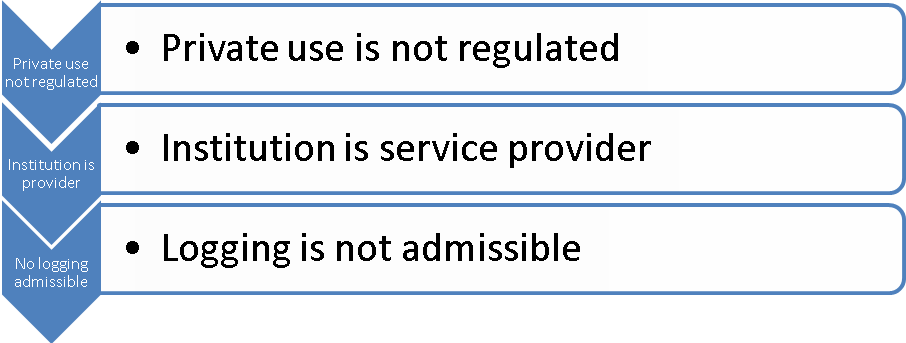 Private use
not regulated
• Private use is not regulated
Institution is
provider
• Institution is service provider
No logging
admissible
• Logging is not admissible